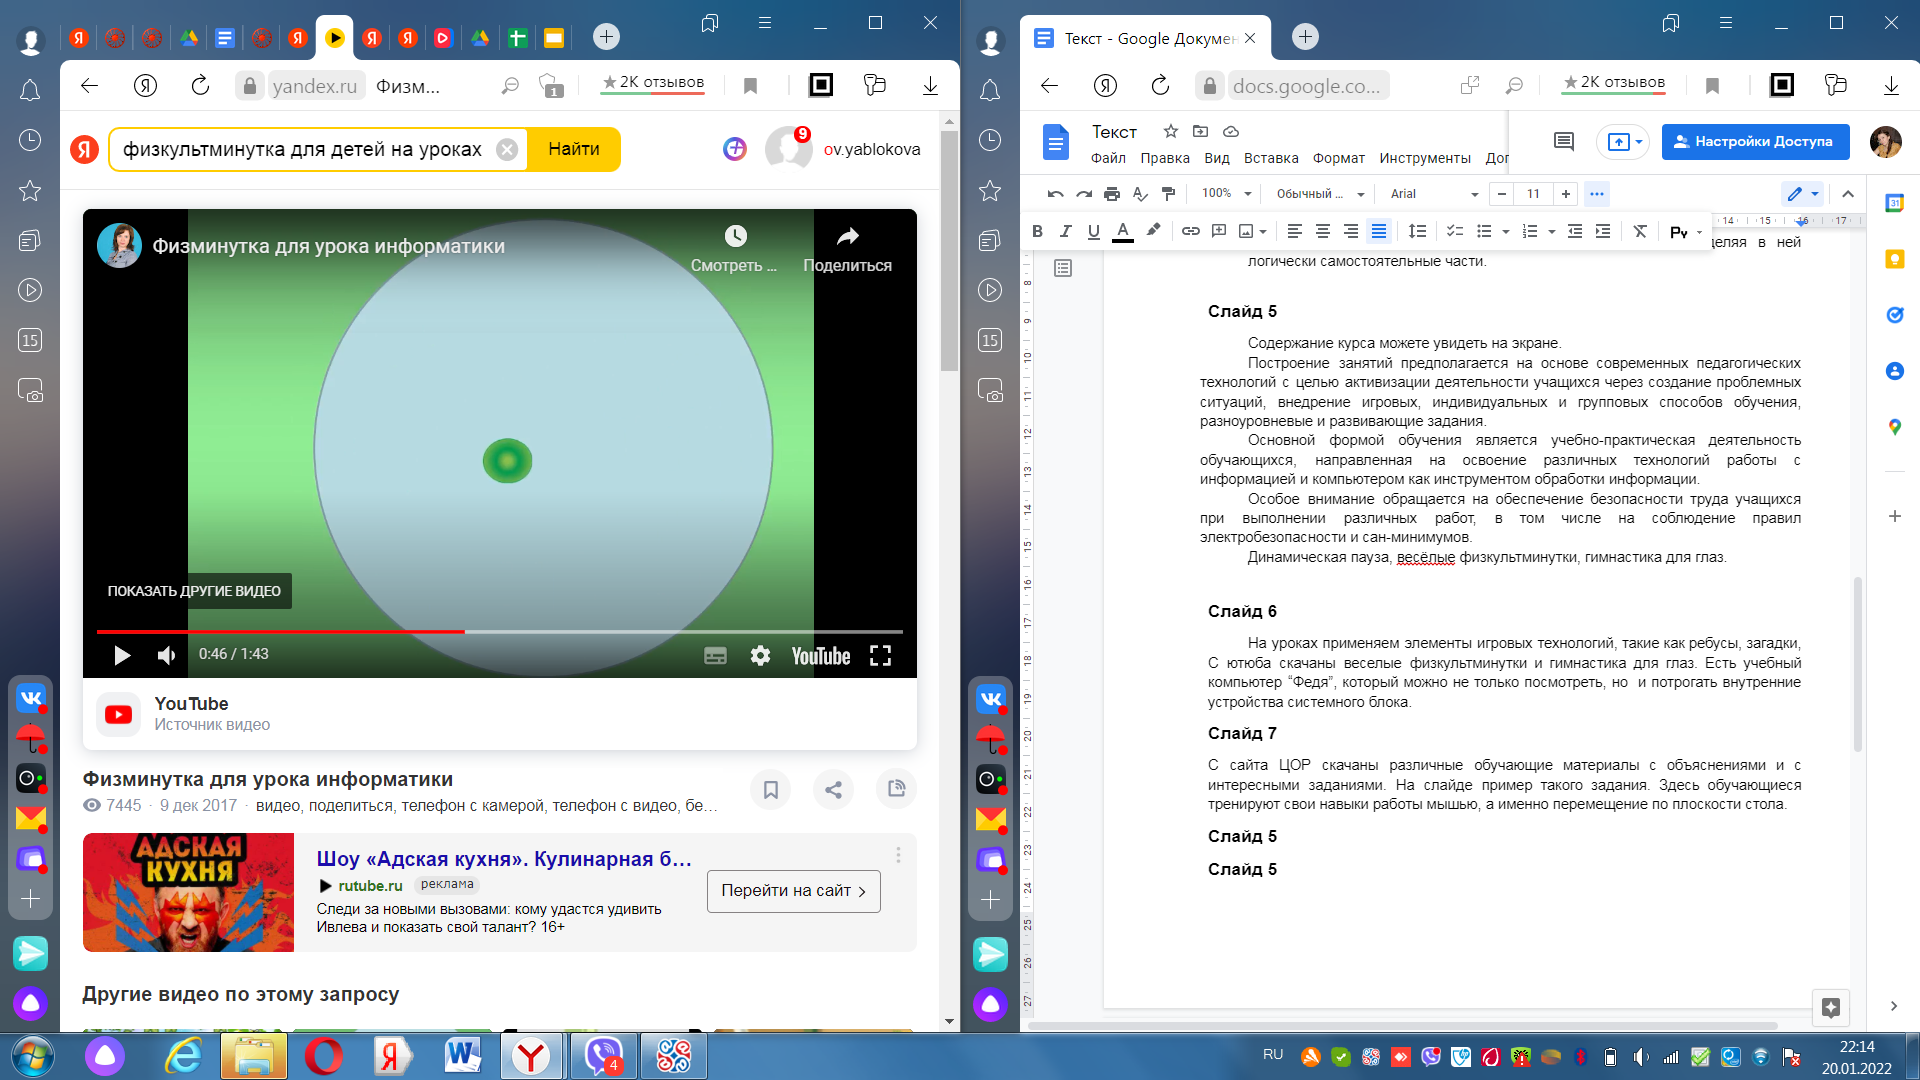 yandex.ru
Физм...
1
★2К отзывов
физкультминутка для детей на уроках
Найти
9
ov.yablokova
Физминутка для урока информатики
Смотреть ...
Поделиться
ПОКАЗАТЬ ДРУГИЕ ВИДЕО
0:46 / 1:43
YouTube
YouTube
Источник видео
Физминутка для урока информатики
7445 · 9 дек 2017 · видео, поделиться, телефон с камерой, телефон с видео, бе...
АДСКАЯ
КУХНЯ
Шоу «Адская кухня». Кулинарная б...
rutube.ru реклама
Следи за новыми вызовами: кому удастся удивить
Ивлева и показать свой талант? 16+
Перейти на сайт
Другие видео по этому запросу
15
Текст - Google Докумен
docs.google.co...
★2К отзывов
Текст
Файл Правка Вид Вставка Формат Инструменты Доп
Настройки Доступа
100% Обычный ... Arial 11
14 15 16 17
деляя в ней
логически самостоятельные части.
Слайд 5
Содержание курса можете увидеть на экране.
Построение занятий предполагается на основе современных педагогических
технологий с целью активизации деятельности учащихся через создание проблемных
ситуаций, внедрение игровых, индивидуальных и групповых способов обучения,
разноуровневые и развивающие задания.
Основной формой обучения является учебно-практическая деятельность
обучающихся, направленная на освоение различных технологий работы с
информацией и компьютером как инструментом обработки информации.
Особое внимание обращается на обеспечение безопасности труда учащихся
при выполнении различных работ, в том числе на соблюдение правил
электробезопасности и сан-минимумов.
Динамическая пауза, весёлые физкультминутки, гимнастика для глаз.
Слайд 6
На уроках применяем элементы игровых технологий, такие как ребусы, загадки,
С ютюба скачаны веселые физкультминутки и гимнастика для глаз. Есть учебный
компьютер “Федя”, который можно не только посмотреть, но и потрогать внутренние
устройства системного блока.
Слайд 7
С сайта ЦОР скачаны различные обучающие материалы с объяснениями и с
интересными заданиями. На слайде пример такого задания. Здесь обучающиеся
тренируют свои навыки работы мышью, а именно перемещение по плоскости стола.
Слайд 5
Слайд 5
15
31
4
RU
22:14
20.01.2022